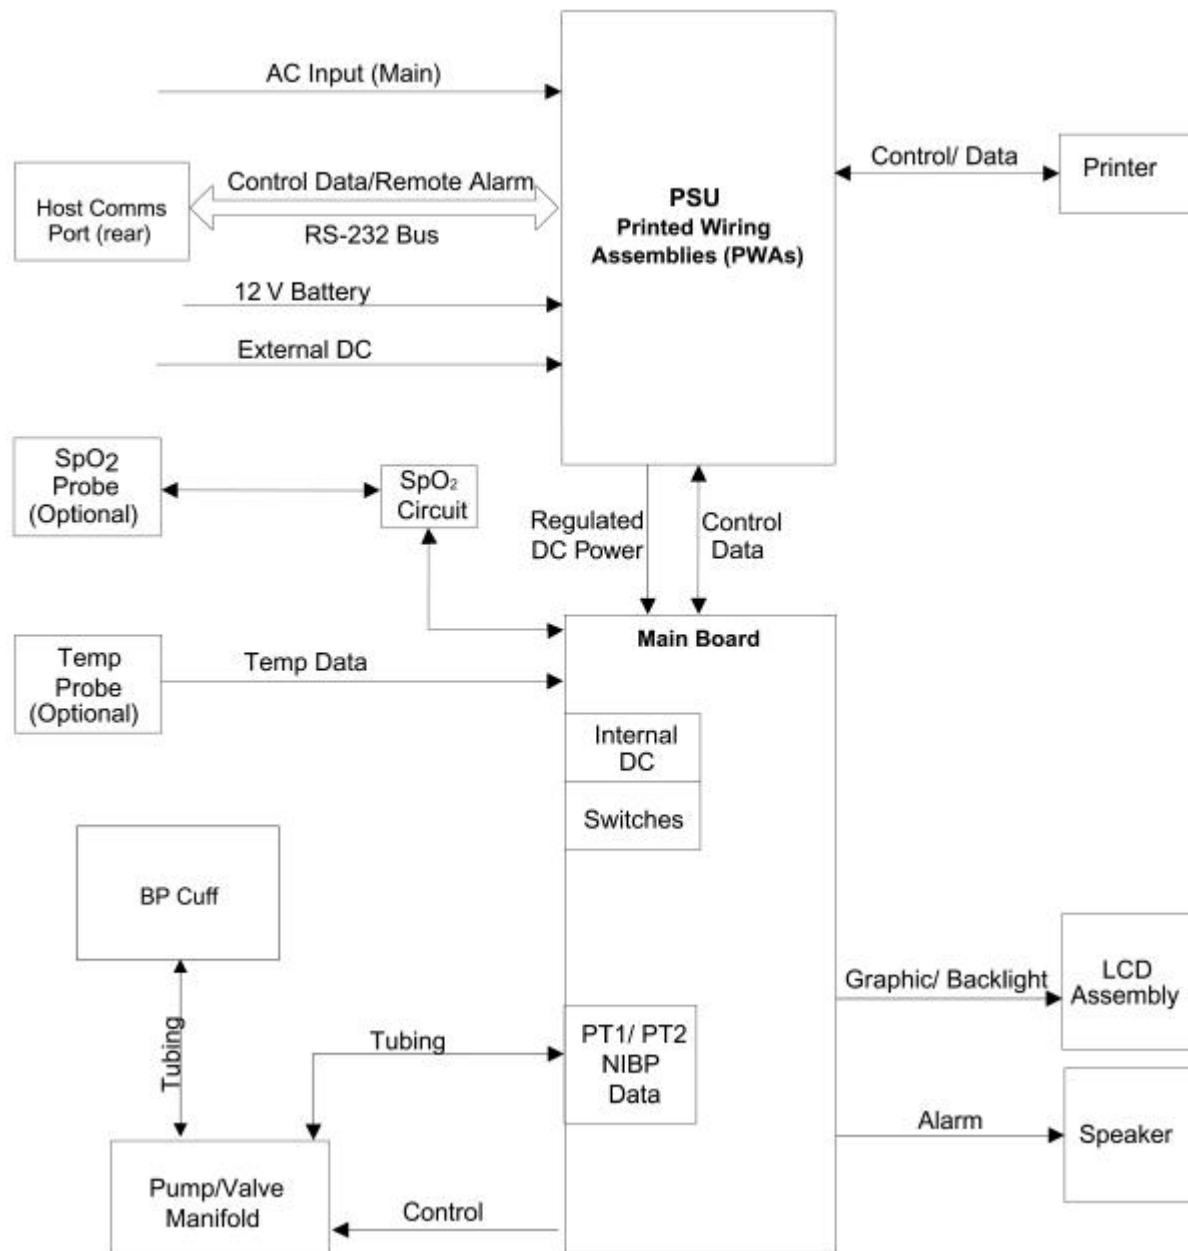 AC Input (Main)
Host Comms
Port (rear)
Control Data/Remote Alarm
RS-232 Bus
12 V Battery
External DC
PSU
Printed Wiring
Assemblies (PWAs)
Control/ Data
Printer
SpO2
Probe
(Optional)
SpO₂
Circuit
Regulated
DC Power
Control
Data
Main Board
Temp
Probe
(Optional)
Temp Data
Internal
DC
Switches
BP Cuff
Tubing
Tubing
PT1/ PT2
NIBP
Data
Graphic/ Backlight
LCD
Assembly
Alarm
Speaker
Pump/Valve
Manifold
Control